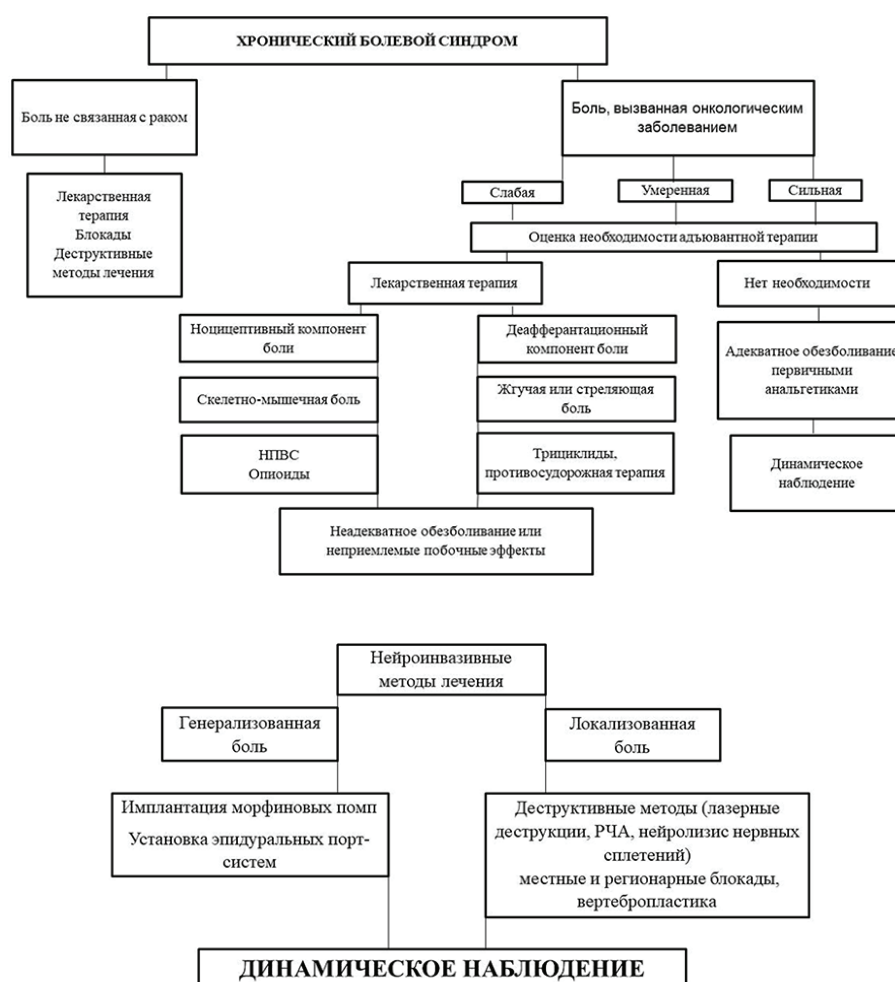 ХРОНИЧЕСКИЙ БОЛЕВОЙ СИНДРОМ
Боль не связанная с раком
Боль, вызванная онкологическим
заболеванием
Лекарственная
терапия
Блокады
Деструктивные
методы лечения
Слабая
Умеренная
Сильная
Оценка необходимости адъювантной терапии
Лекарственная терапия
Нет необходимости
Ноцицептивный компонент
боли
Деафферантационный
компонент боли
Адекватное обезболивание
первичными
анальгетиками
Скелетно-мышечная боль
Жгучая или стреляющая
боль
НПВС
Опиоиды
Трициклиды,
противосудорожная терапия
Динамическое
наблюдение
Неадекватное обезболивание или
неприемлемые побочные эффекты
Нейроинвазивные
методы лечения
Генерализованная
боль
Локализованная
боль
Имплантация морфиновых помп
Установка эпидуральных порт-
систем
Деструктивные методы (лазерные
деструкции, РЧА, нейролизис нервных
сплетений)
местные и регионарные блокады,
вертебропластика
ДИНАМИЧЕСКОЕ НАБЛЮДЕНИЕ